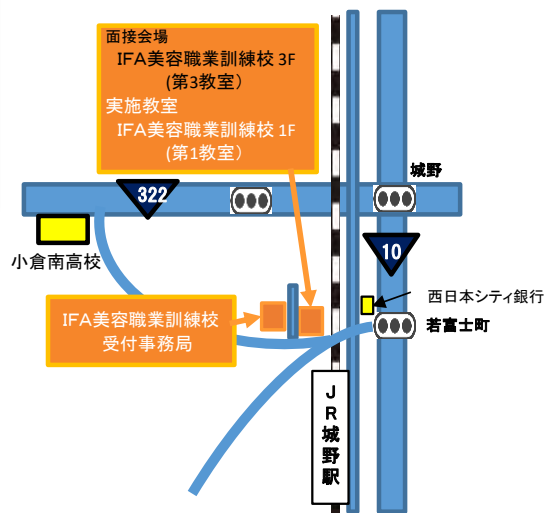 面接会場
IFA美容職業訓練校 3F
(第3教室)
実施教室
IFA美容職業訓練校 1F
(第1教室)
城野
322
10
小倉南高校
西日本シティ銀行
IFA美容職業訓練校
受付事務局
若富士町
JR城野駅